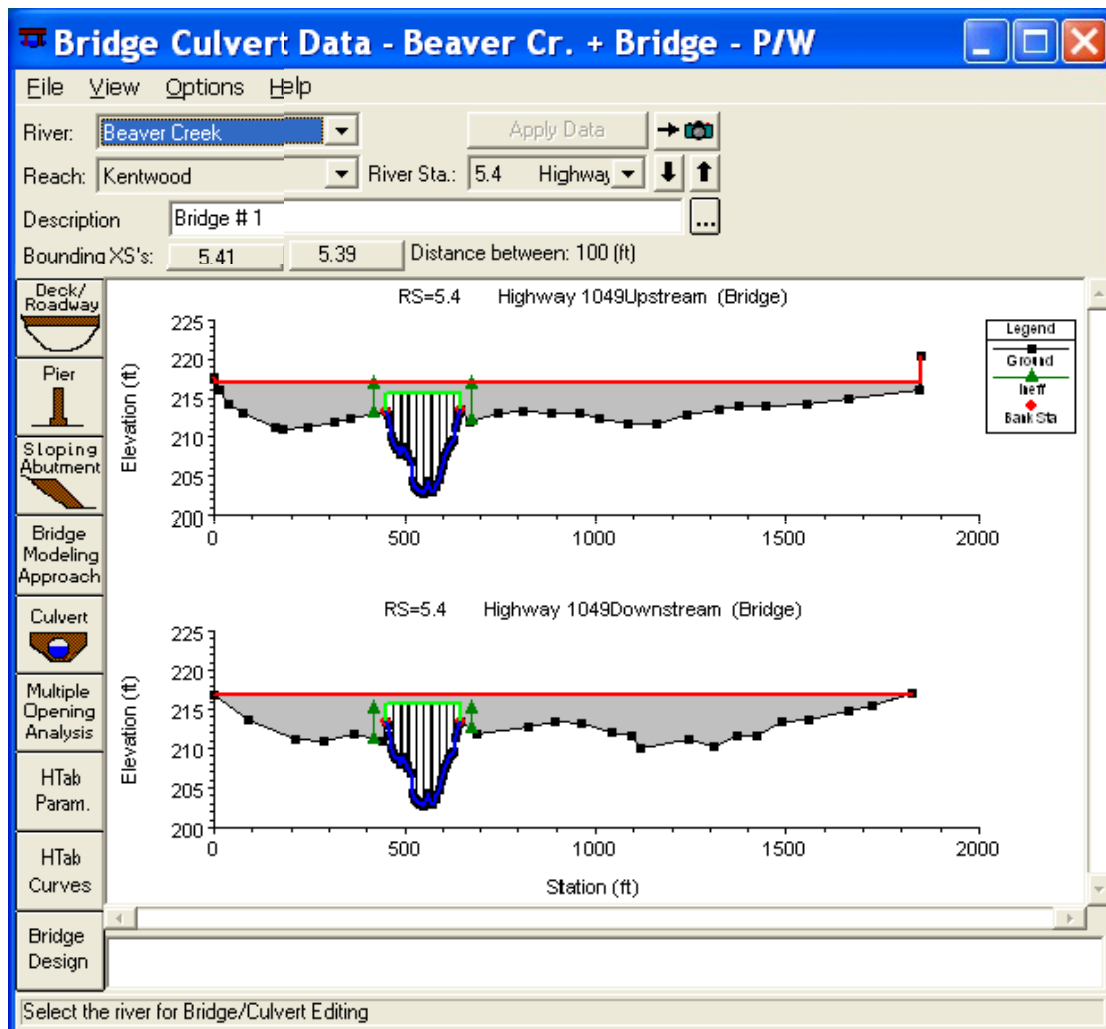 Bridge Culvert Data - Beaver Cr. + Bridge - P/W
File View Options Help
River: Beaver Creek Apply Data
Reach: Kentwood River Sta.: 5.4 Highway
Description Bridge # 1 ...
Bounding XS's: 5.41 5.39 Distance between: 100 (ft)
Deck/
Roadway
Pier
Sloping
Abutment
Bridge
Modeling
Approach
Culvert
Multiple
Opening
Analysis
HTab
Param.
HTab
Curves
Bridge
Design
RS=5.4 Highway 1049Upstream (Bridge)
Elevation (ft)
225
220
215
210
205
200
0 500 1000 1500 2000
Legend
Ground
Ineff
Bank Sta
RS=5.4 Highway 1049Downstream (Bridge)
Elevation (ft)
225
220
215
210
205
200
0 500 1000 1500 2000
Station (ft)
Select the river for Bridge/Culvert Editing